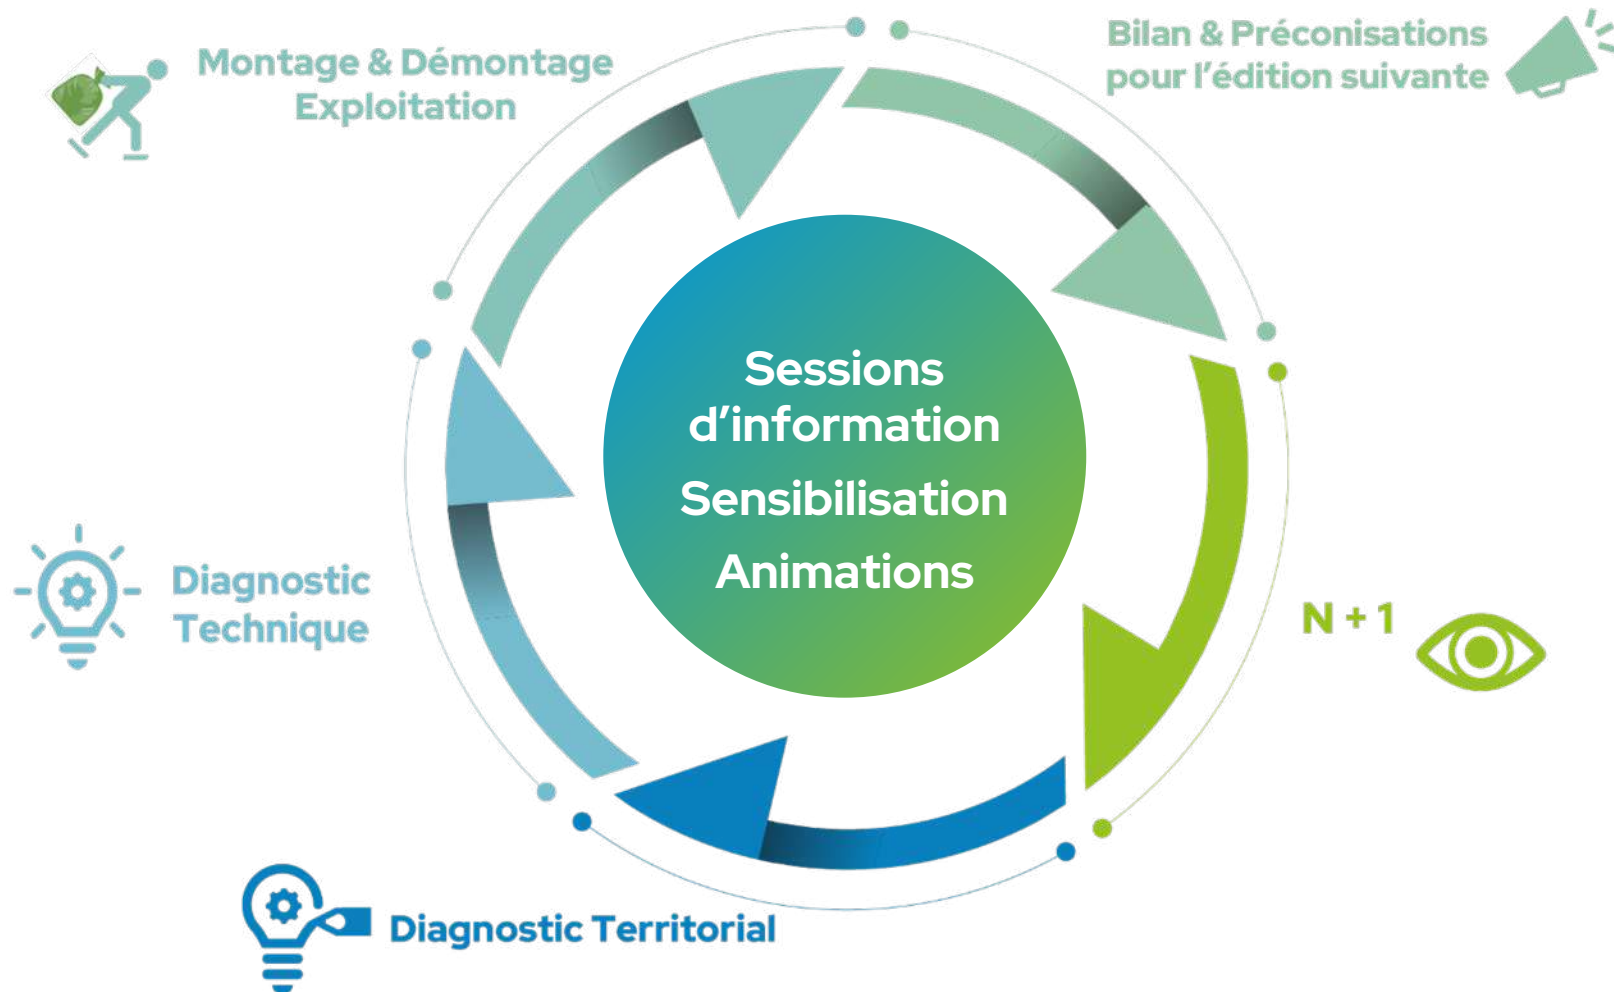 Montage & Démontage
Exploitation
Bilan & Préconisations
pour l'édition suivante
Sessions
d'information
Sensibilisation
Animations
Diagnostic
Technique
N + 1
Diagnostic Territorial